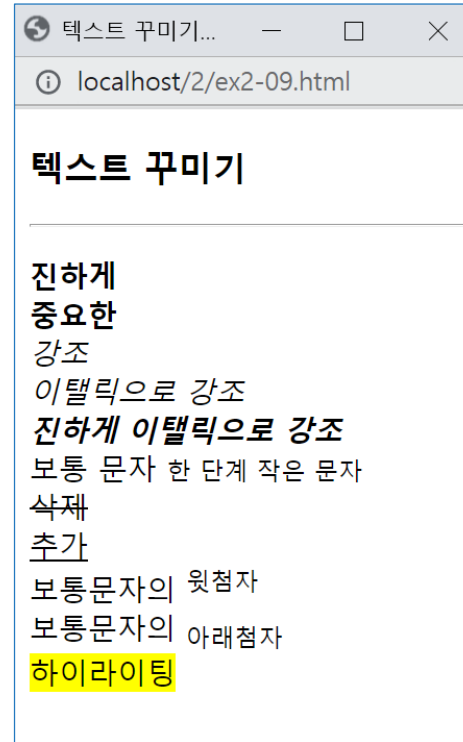 텍스트 꾸미기...
localhost/2/ex2-09.html
텍스트 꾸미기
진하게
중요한
강조
이탤릭으로 강조
진하게 이탤릭으로 강조
보통 문자 한 단계 작은 문자
삭제
추가
보통문자의 윗첨자
보통문자의 아래첨자
하이라이팅